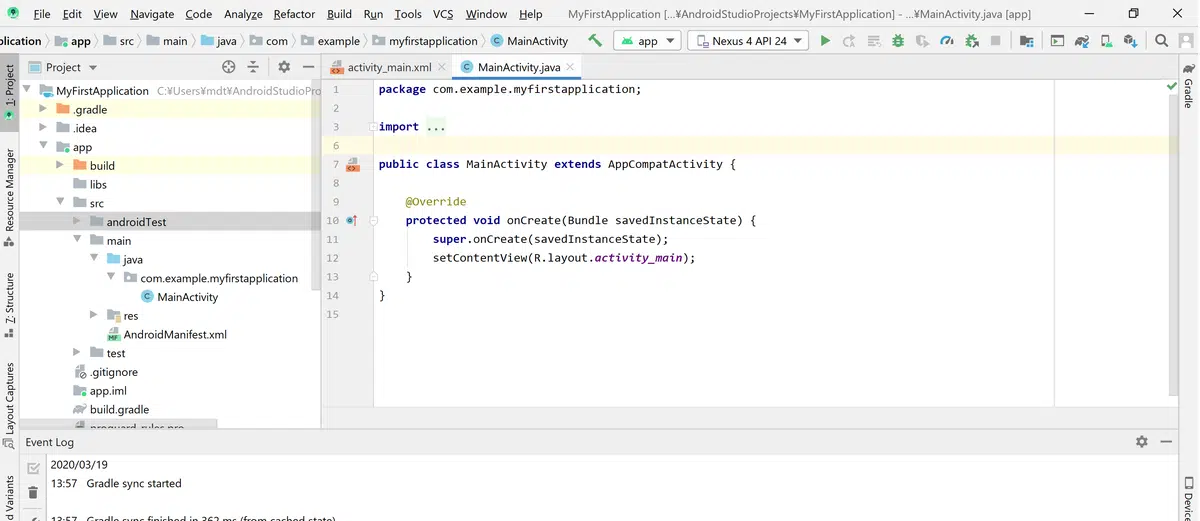 File Edit View Navigate Code Analyze Refactor Build Run Tools VCS Window Help MyFirstApplication [...¥AndroidStudioProjects¥MyFirstApplication] - ...¥MainActivity.java [app]
plication app src main java com example myfirstapplication MainActivity app Nexus 4 API 24
1: Project
Resource Manager
7: Structure
Layout Captures
d Variants
Project
MyFirstApplication C:¥Users¥mdt¥AndroidStudioPro
.gradle
.idea
app
build
libs
src
androidTest
main
java
com.example.myfirstapplication
MainActivity
res
AndroidManifest.xml
test
.gitignore
app.iml
build.gradle
proguard-rules.pro
activity_main.xml MainActivity.java
1 package com.example.myfirstapplication;
2
3 import ...
6
7 public class MainActivity extends AppCompatActivity {
8
9 @Override
10 protected void onCreate(Bundle savedInstanceState) {
11 super.onCreate(savedInstanceState);
12 setContentView(R.layout.activity_main);
13 }
14 }
15
Gradle
Device
Event Log
2020/03/19
13:57 Gradle sync started
13:57 Gradle sync finished in 362 ms (from cached state)